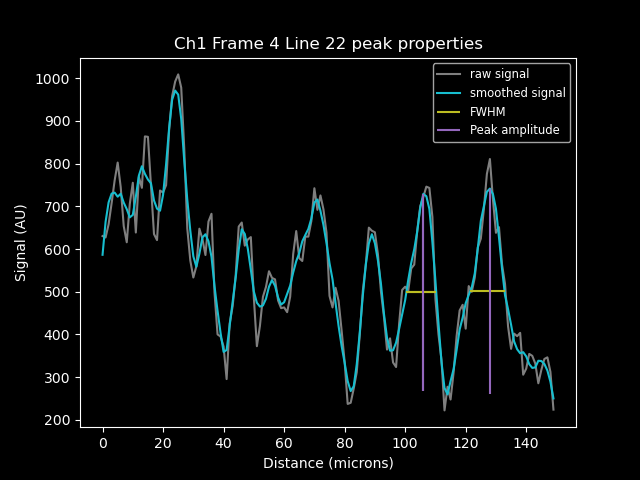 Ch1 Frame 4 Line 22 peak properties
raw signal
smoothed signal
FWHM
Peak amplitude
Signal (AU)
1000
900
800
700
600
500
400
300
200
0 20 40 60 80 100 120 140
Distance (microns)